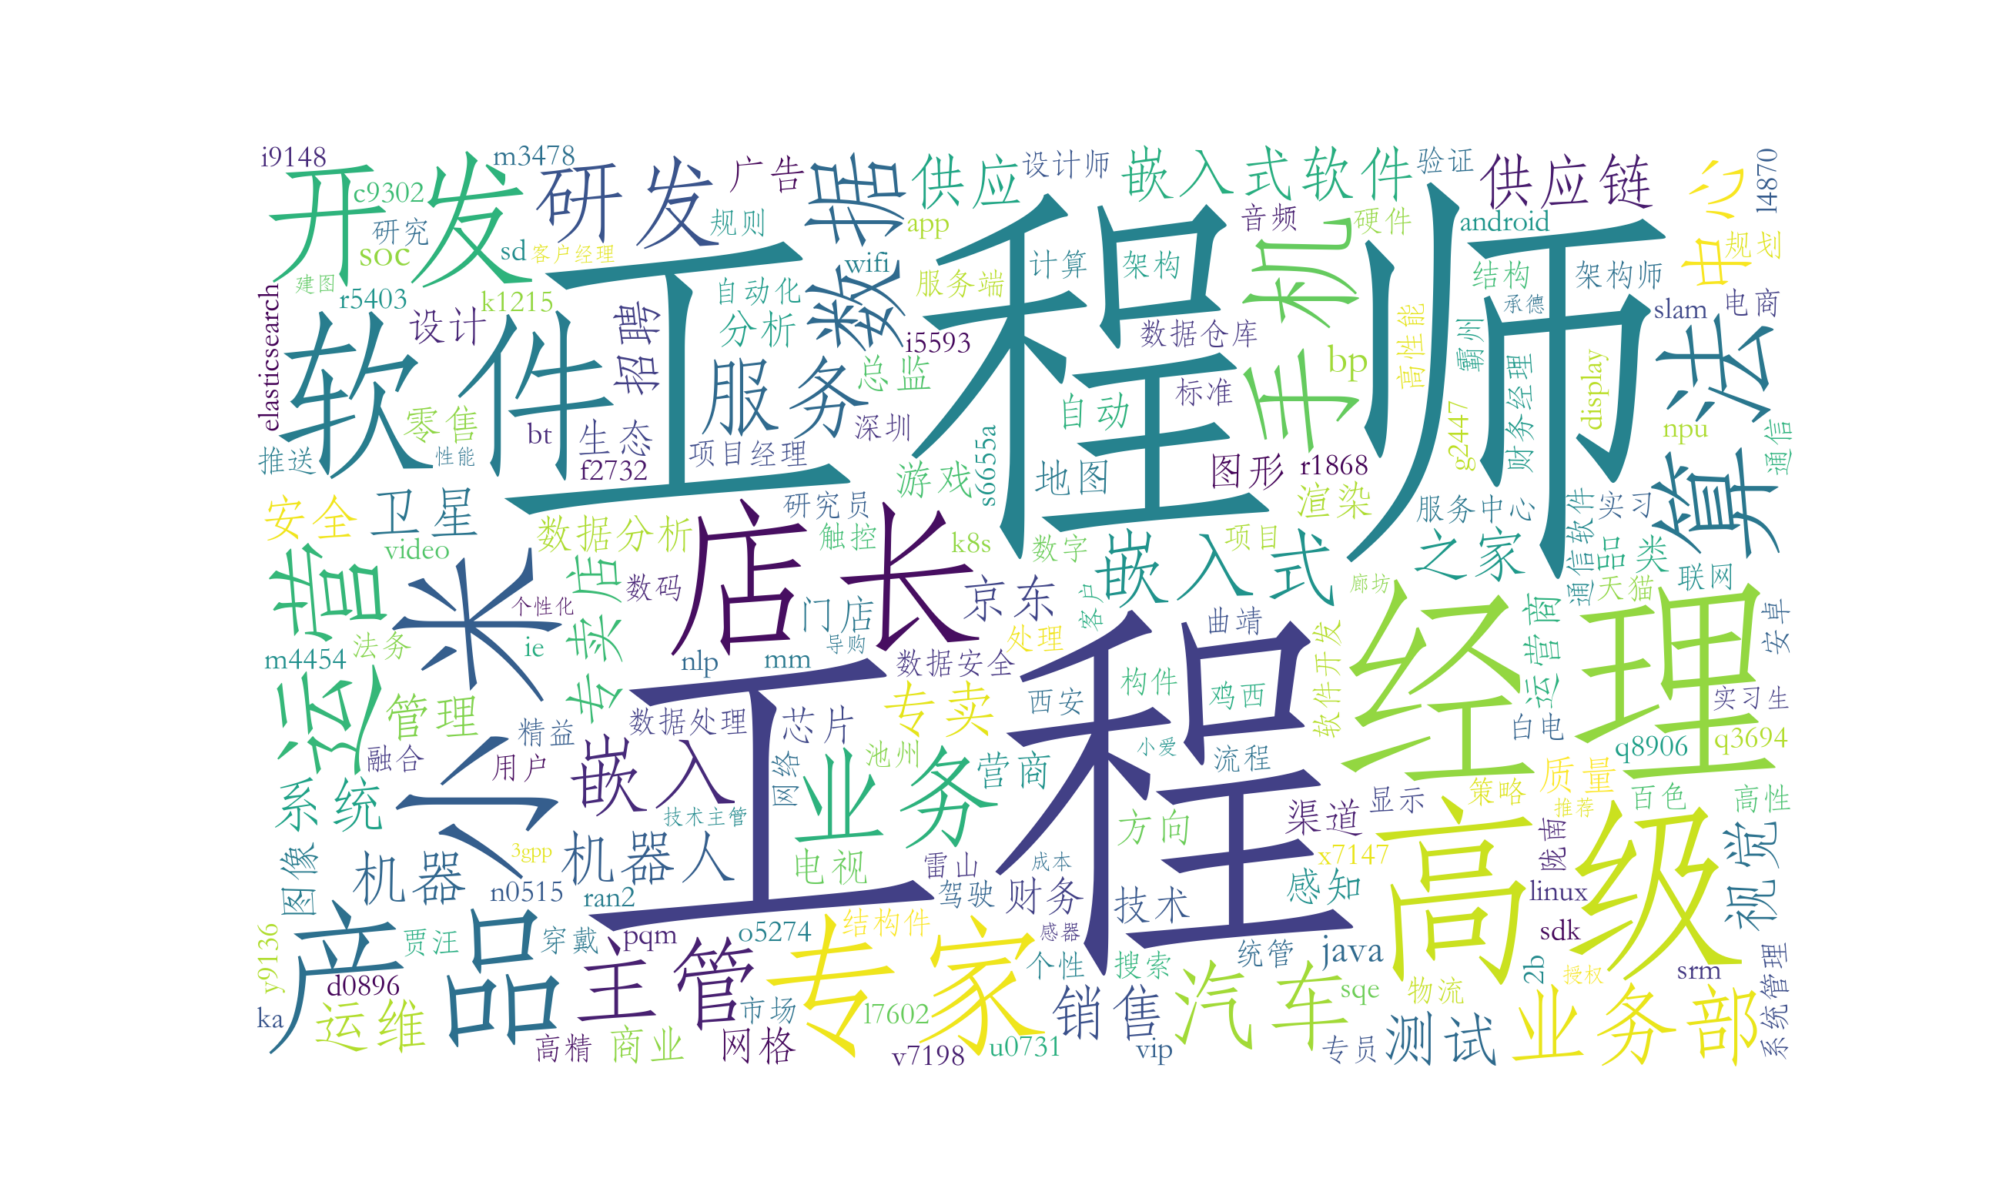 i9148
m3478
广告
数据
供应
设计师
嵌入式软件
验证
供应链
中心
l4870
开发
c9302
研发
研究
soc
sd
客户经理
规则
app
音频
硬件
android
规划
工程师
wifi
手机
建图
r5403
k1215
自动化
服务端
计算
架构
结构
架构师
elasticsearch
软件
设计
招聘
分析
i5593
数据仓库
bp
高性能
霸州
承德
slam
电商
算法
服务
总监
零售
bt
生态
深圳
自动
标准
财务经理
display
npu
通信
推送
性能
f2732
项目经理
游戏
s6655a
地图
图形
r1868
g2447
安全
卫星
店长
研究员
渲染
服务中心
实习
通信软件
video
数据分析
触控
k8s
数字
项目
之家
品类
运营
小米
专卖店
数码
京东
嵌入式
廊坊
天猫
联网
个性化
门店
客户
经理
运营商
安卓
法务
ie
导购
处理
曲靖
m4454
nlp
mm
数据安全
工程
软件开发
管理
精益
数据处理
专卖
西安
构件
鸡西
实习生
白电
融合
用户
嵌入
芯片
池州
小爱
流程
q8906
q3694
网络
业务
营商
系统
技术主管
策略
质量
百色
高性
显示
推荐
图像
机器
3gpp
机器人
电视
雷山
成本
方向
渠道
高级
陇南
视觉
x7147
n0515
ran2
驾驶
财务
技术
感知
linux
y9136
产品
贾汪
穿戴
pqm
o5274
结构件
感器
统管
java
sdk
主管
专家
个性
搜索
汽车
sqe
物流
2b
授权
srm
系统管理
d0896
ka
运维
市场
l7602
销售
高精
商业
网格
v7198
u0731
vip
专员
测试
业务部